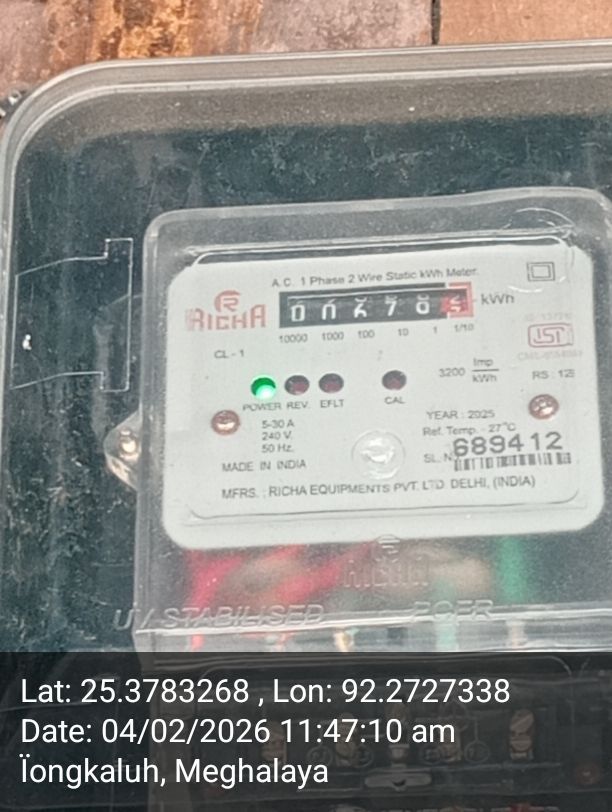 A.C. 1 Phase 2 Wire Static kWh Meter.
RICHA
kWh
10000 1000 100 10 1 1/10
CL - 1
3200 Imp
kWh
POWER REV. EFLT CAL
5-30 A
240 V.
50 Hz.
YEAR : 2025
Ref. Temp. - 27°C
SL. N 689412
MADE IN INDIA
MFRS. : RICHA EQUIPMENTS PVT. LTD. DELHI, (INDIA)
RICHA
UV STABILISED
Lat: 25.3783268 , Lon: 92.2727338
Date: 04/02/2026 11:47:10 am
Ïongkaluh, Meghalaya